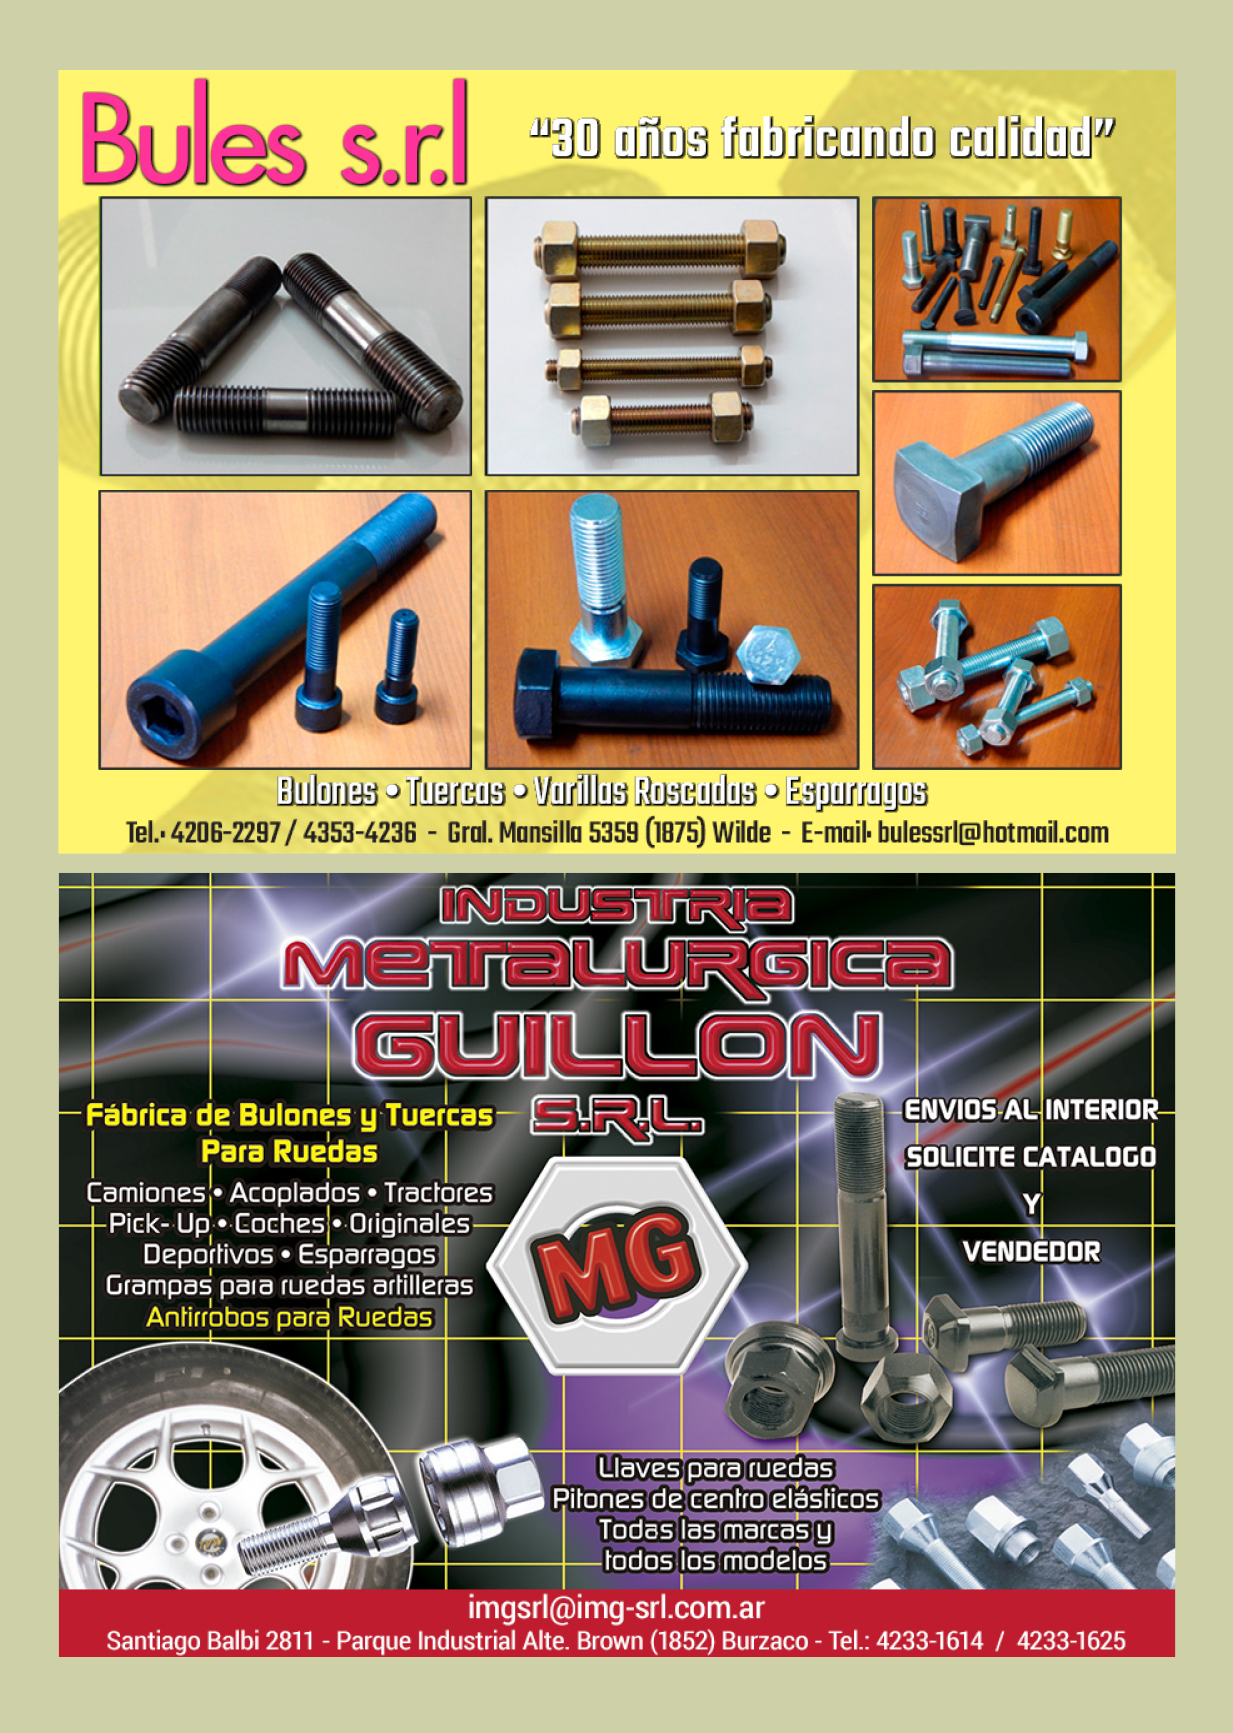 Bules s.r.l
“30 años fabricando calidad”
Bulones • Tuercas • Varillas Roscadas • Esparragos
Tel.: 4206-2297 / 4353-4236 - Gral. Mansilla 5359 (1875) Wilde - E-mail: bulessrl@hotmail.com
INDUSTRIA
METALURGICA
GUILLON
S.R.L.
Fábrica de Bulones y Tuercas
Para Ruedas
Camiones • Acoplados • Tractores
Pick- Up • Coches • Originales
Deportivos • Esparragos
Grampas para ruedas artilleras
Antirrobos para Ruedas
ENVIOS AL INTERIOR
SOLICITE CATALOGO
Y
VENDEDOR
MG
Llaves para ruedas
Pitones de centro elásticos
Todas las marcas y
todos los modelos
imgsrl@img-srl.com.ar
Santiago Balbi 2811 - Parque Industrial Alte. Brown (1852) Burzaco - Tel.: 4233-1614 / 4233-1625